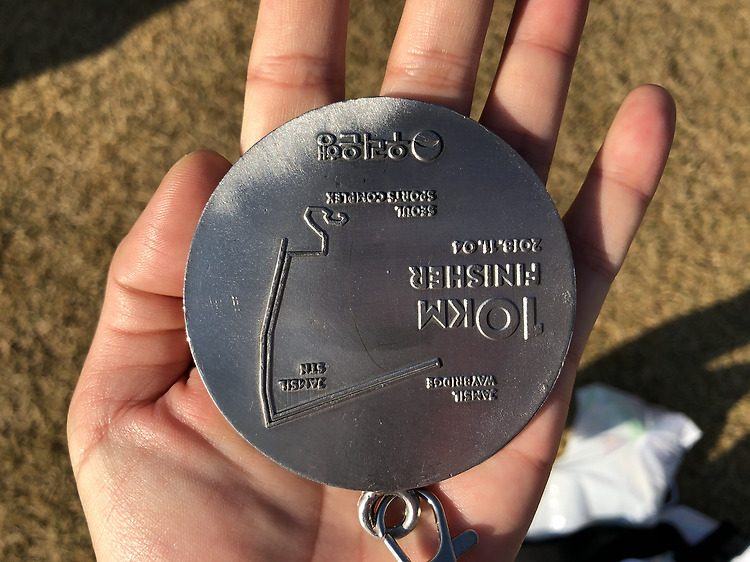 JAMSIL
WAYBRIDGE
JAMSIL
STN
10KM
FINISHER
2018.11.04
SEOUL
SPORTS COMPLEX
우리은행